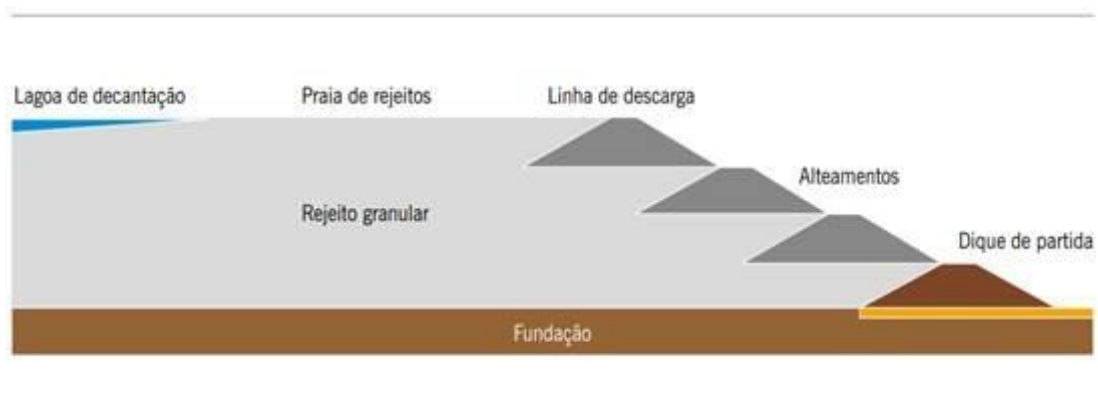 Lagoa de decantação
Praia de rejeitos
Linha de descarga
Alteamentos
Rejeito granular
Dique de partida
Fundação